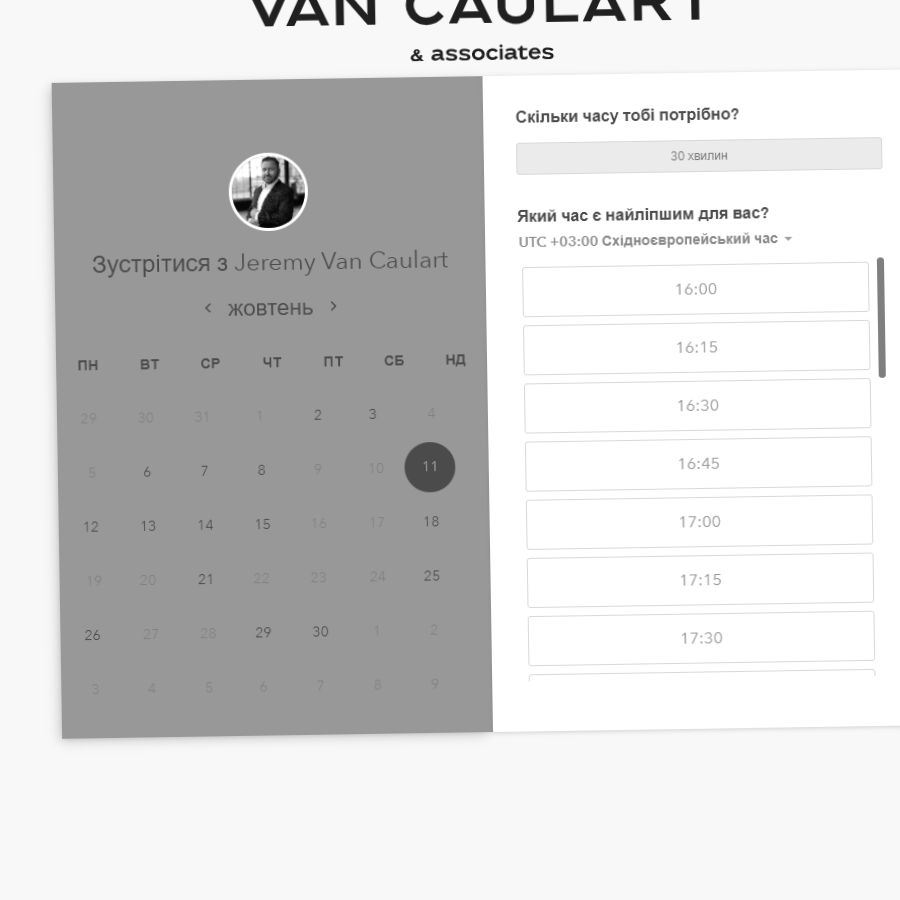 VAN CAULART
& associates
Зустрітися з Jeremy Van Caulart
жовтень
ПН ВТ СР ЧТ ПТ СБ НД
29 30 31 1 2 3 4
5 6 7 8 9 10 11
12 13 14 15 16 17 18
19 20 21 22 23 24 25
26 27 28 29 30 1 2
3 4 5 6 7 8 9
Скільки часу тобі потрібно?
30 хвилин
Який час є найліпшим для вас?
UTC +03:00 Східноєвропейський час
16:00
16:15
16:30
16:45
17:00
17:15
17:30